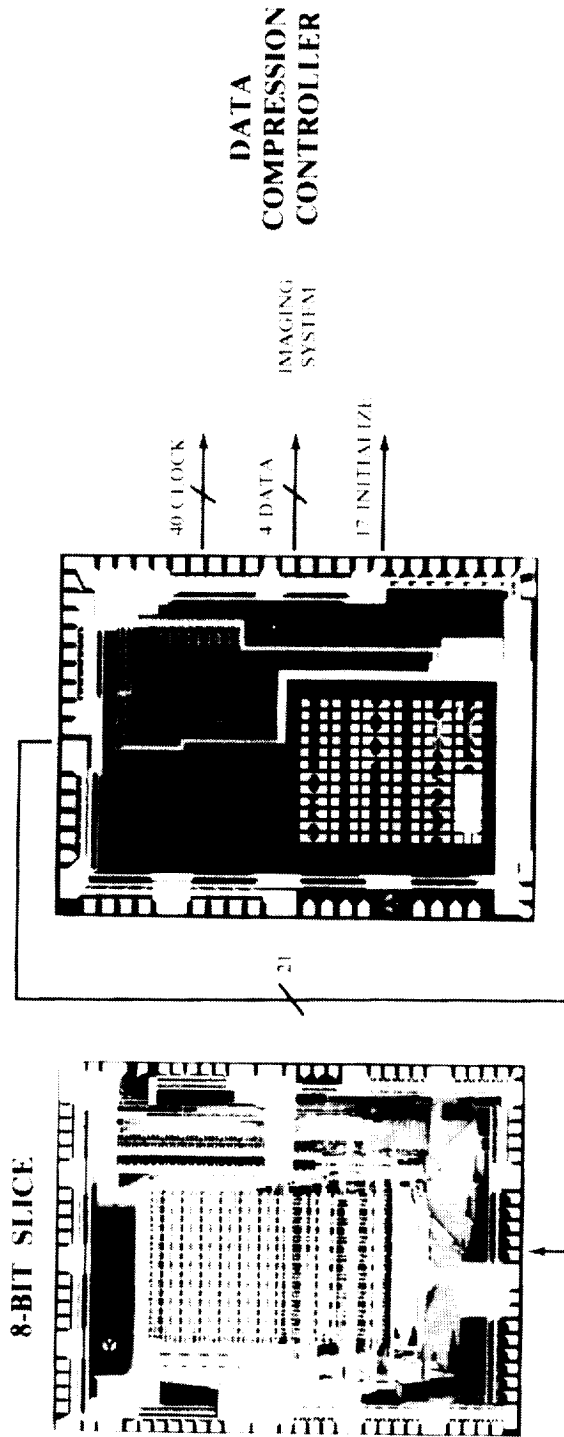 8-BIT SLICE
21
40 CLOCK
4 DATA
17 INITIALIZE
IMAGING
SYSTEM
DATA
COMPRESSION
CONTROLLER